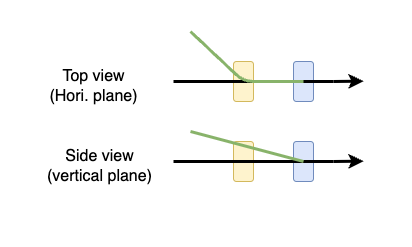 Top view
(Hori. plane)
Side view
(vertical plane)